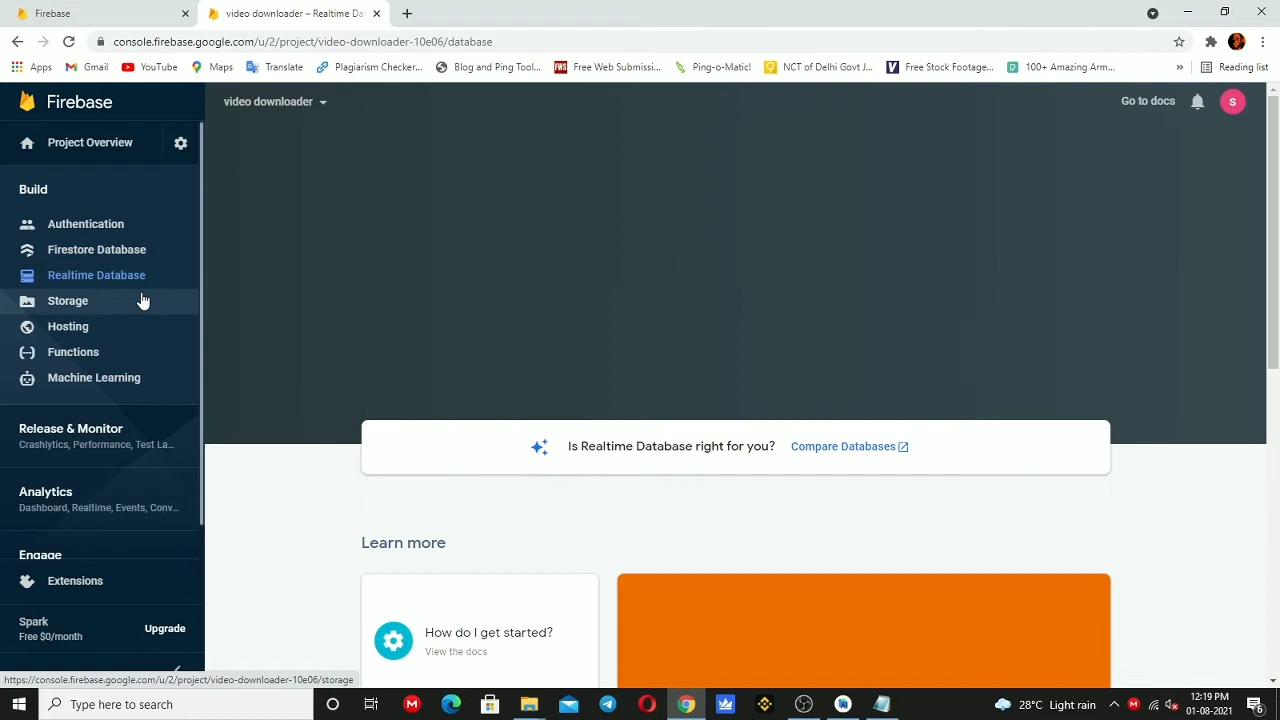 Firebase
video downloader – Realtime Da
console.firebase.google.com/u/2/project/video-downloader-10e06/database
Apps
Gmail
YouTube
Maps
Translate
Plagiarism Checker...
Blog and Ping Tool...
FWS
Free Web Submissi...
Ping-o-Matic!
NCT of Delhi Govt J...
Free Stock Footage...
100+ Amazing Arm...
»
Reading list
Firebase
video downloader
Go to docs
S
Project Overview
Build
Authentication
Firestore Database
Realtime Database
Storage
Hosting
Functions
Machine Learning
Release & Monitor
Crashlytics, Performance, Test La...
Analytics
Dashboard, Realtime, Events, Conv...
Engage
Extensions
Spark
Free $0/month
Upgrade
Is Realtime Database right for you?
Compare Databases
Learn more
How do I get started?
View the docs
https://console.firebase.google.com/u/2/project/video-downloader-10e06/storage
Type here to search
28°C Light rain
12:19 PM
01-08-2021
6